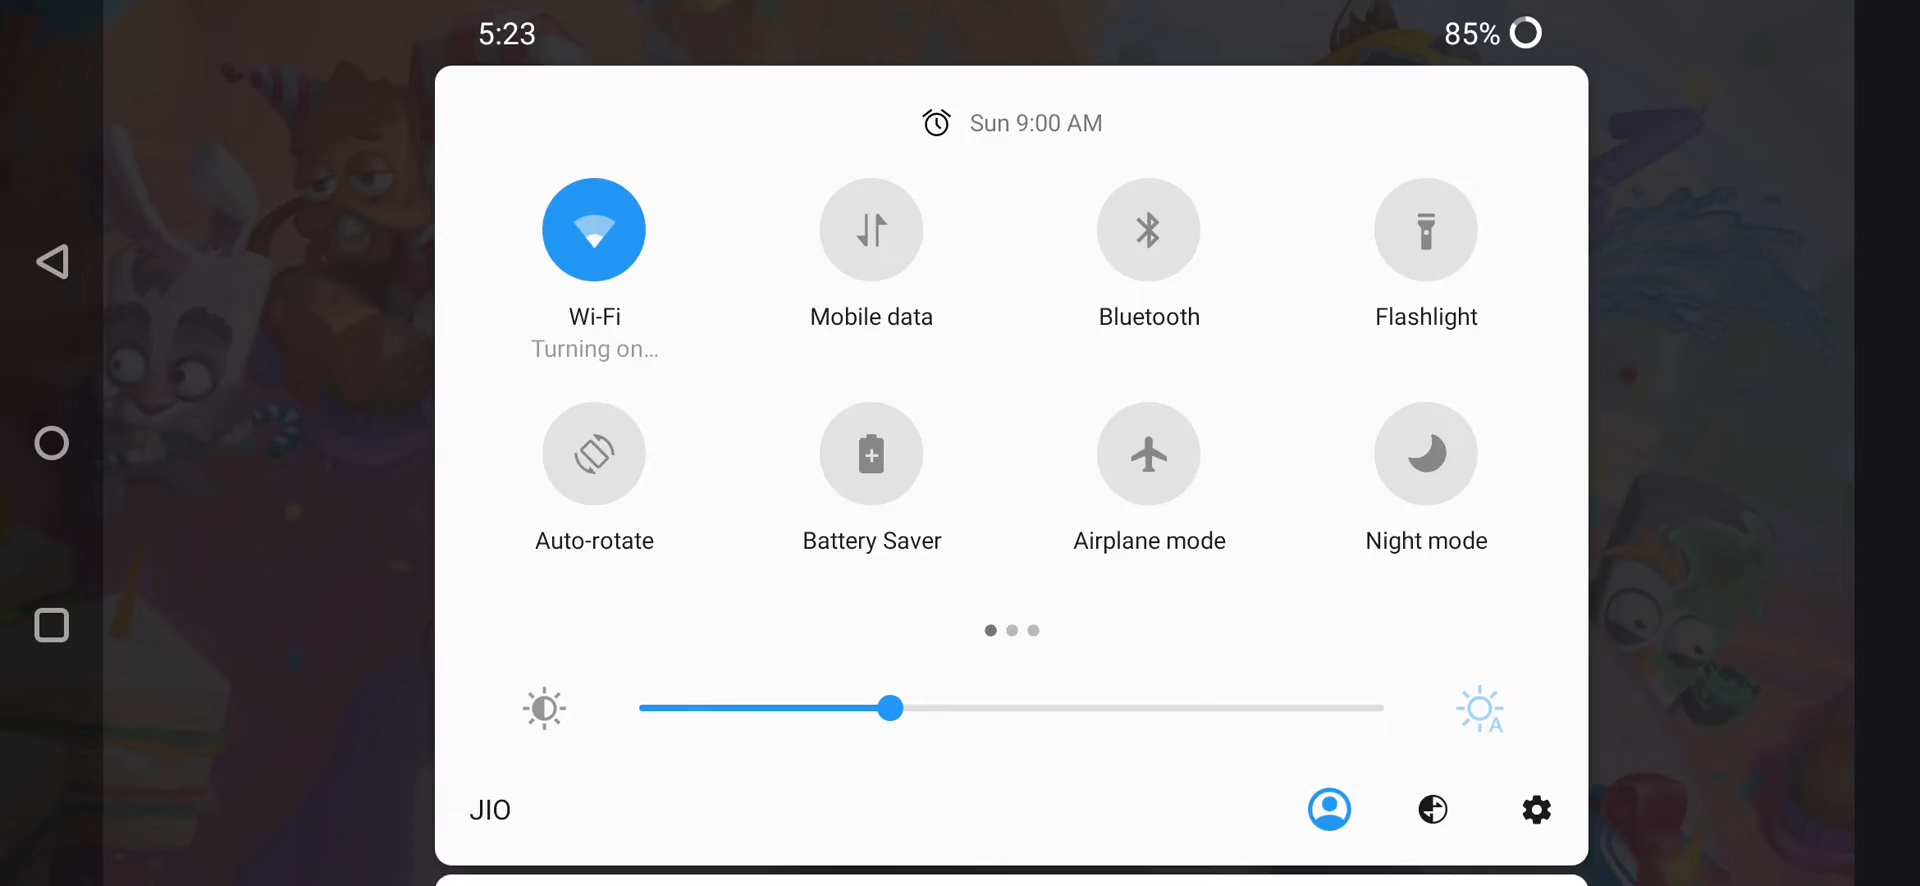 5:23
85%
Sun 9:00 AM
Wi-Fi
Mobile data
Bluetooth
Flashlight
Turning on...
Auto-rotate
Battery Saver
Airplane mode
Night mode
A
JIO